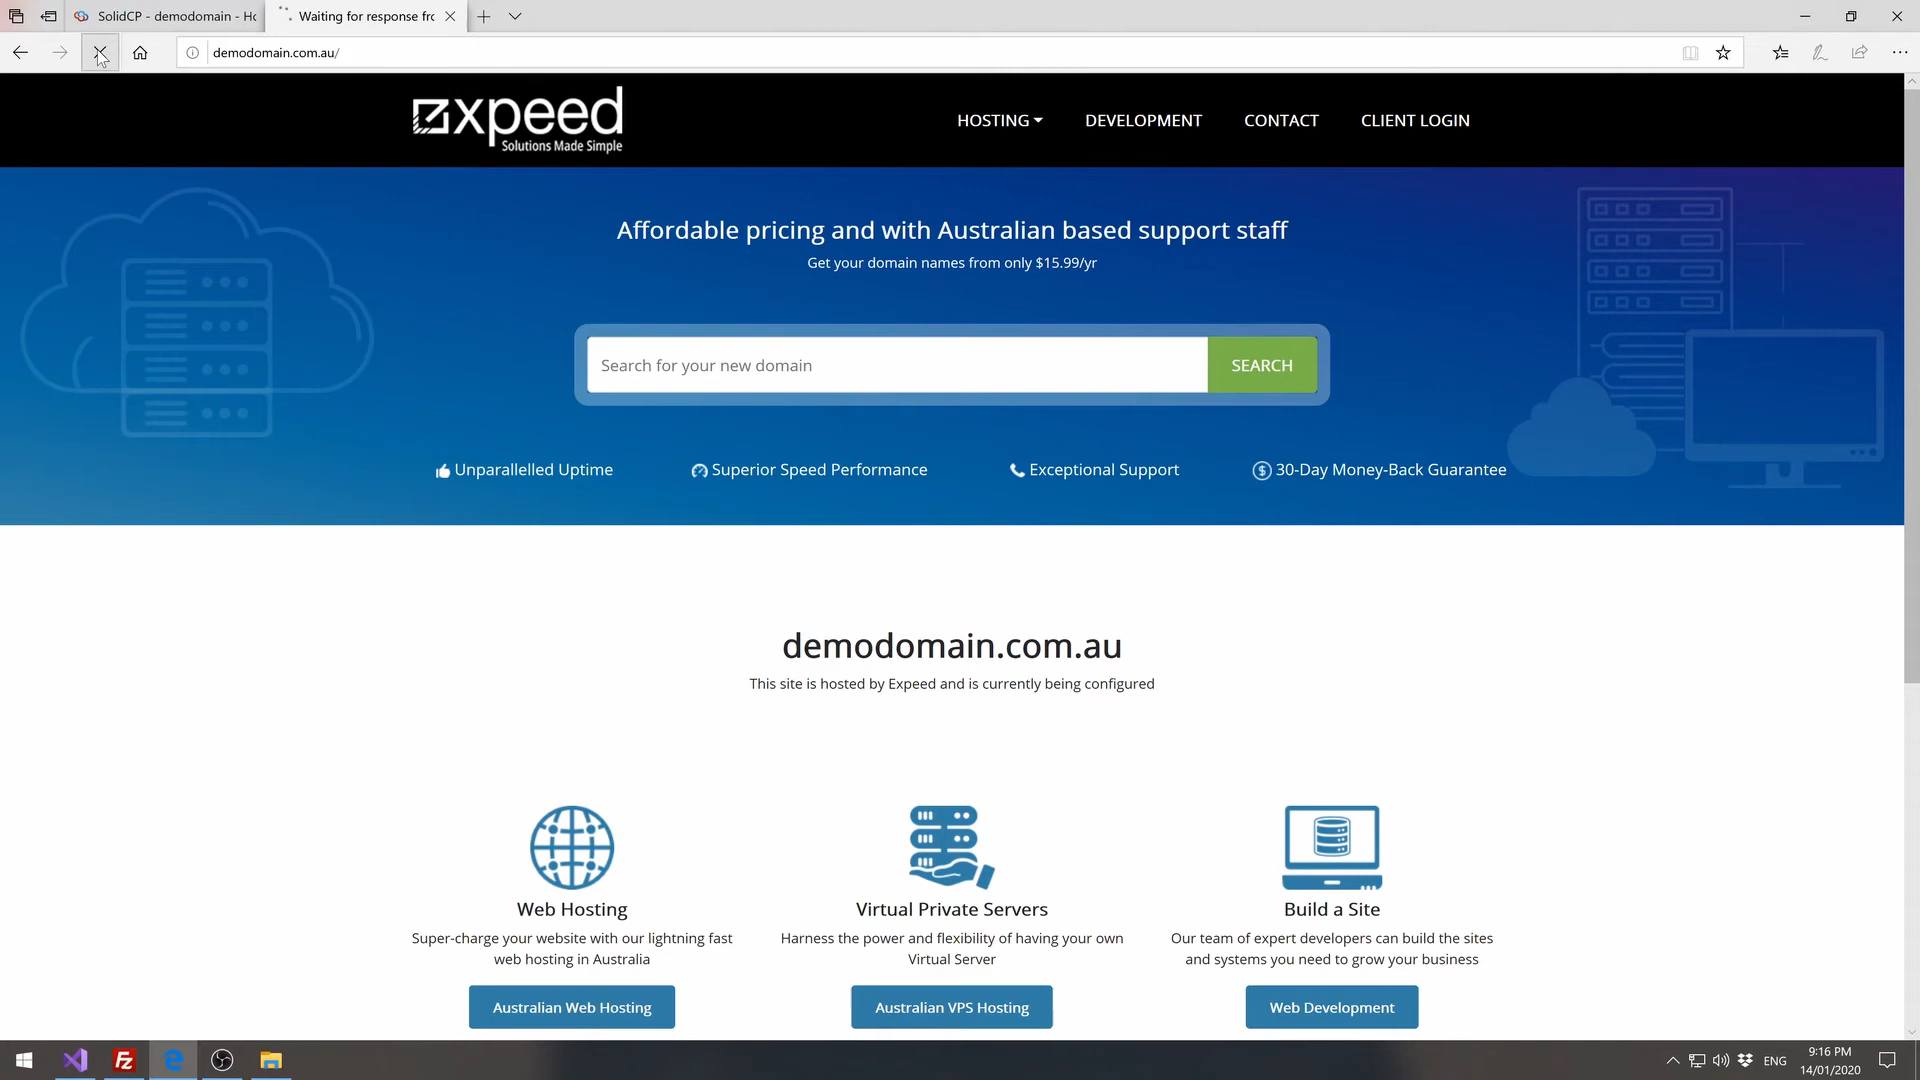 SolidCP - demodomain - Ho
Waiting for response fro
demodomain.com.au/
expeed
Solutions Made Simple
HOSTING
DEVELOPMENT
CONTACT
CLIENT LOGIN
Affordable pricing and with Australian based support staff
Get your domain names from only $15.99/yr
Search for your new domain
SEARCH
Unparallelled Uptime
Superior Speed Performance
Exceptional Support
30-Day Money-Back Guarantee
demodomain.com.au
This site is hosted by Expeed and is currently being configured
Web Hosting
Super-charge your website with our lightning fast
web hosting in Australia
Australian Web Hosting
Virtual Private Servers
Harness the power and flexibility of having your own
Virtual Server
Australian VPS Hosting
Build a Site
Our team of expert developers can build the sites
and systems you need to grow your business
Web Development
ENG
9:16 PM
14/01/2020